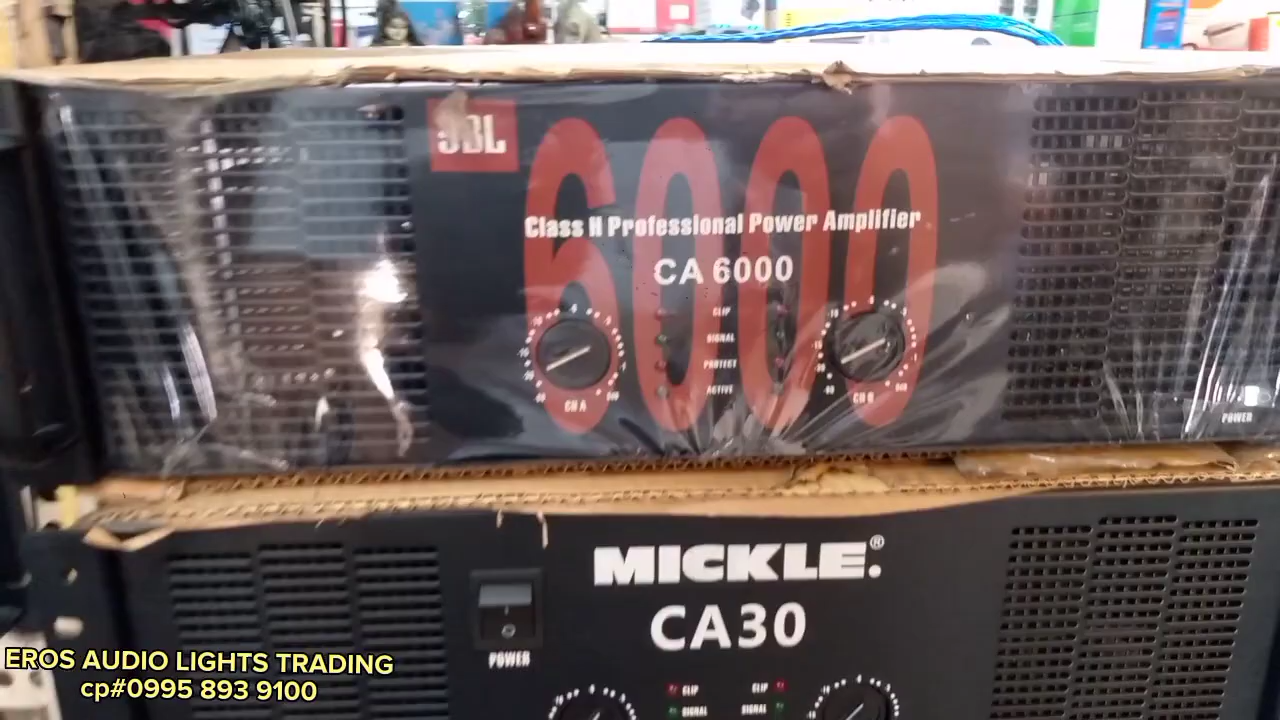 JBL
6000
Class H Professional Power Amplifier
CA 6000
CLIP
SIGNAL
PROTECT
ACTIVE
CH A
CH B
POWER
MICKLE.®
CA30
POWER
CLIP
CLIP
SIGNAL
SIGNAL
EROS AUDIO LIGHTS TRADING
cp#0995 893 9100